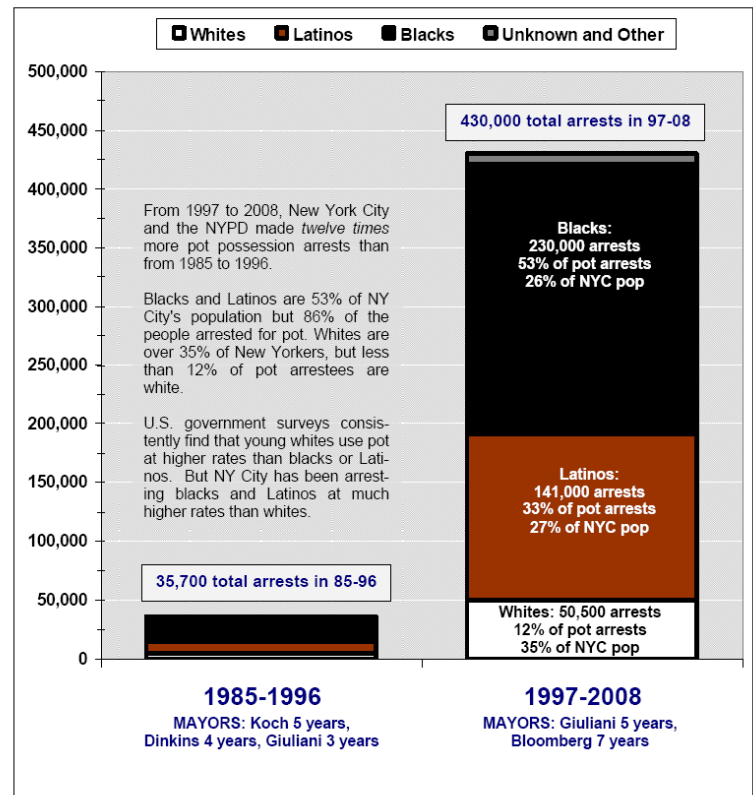 Whites Latinos Blacks Unknown and Other
500,000
450,000
400,000
350,000
300,000
250,000
200,000
150,000
100,000
50,000
0
430,000 total arrests in 97-08
From 1997 to 2008, New York City
and the NYPD made twelve times
more pot possession arrests than
from 1985 to 1996.
Blacks and Latinos are 53% of NY
City's population but 86% of the
people arrested for pot. Whites are
over 35% of New Yorkers, but less
than 12% of pot arrestees are
white.
U.S. government surveys consis-
tently find that young whites use pot
at higher rates than blacks or Lati-
nos. But NY City has been arrest-
ing blacks and Latinos at much
higher rates than whites.
35,700 total arrests in 85-96
Blacks:
230,000 arrests
53% of pot arrests
26% of NYC pop
Latinos:
141,000 arrests
33% of pot arrests
27% of NYC pop
Whites: 50,500 arrests
12% of pot arrests
35% of NYC pop
1985-1996
MAYORS: Koch 5 years,
Dinkins 4 years, Giuliani 3 years
1997-2008
MAYORS: Giuliani 5 years,
Bloomberg 7 years